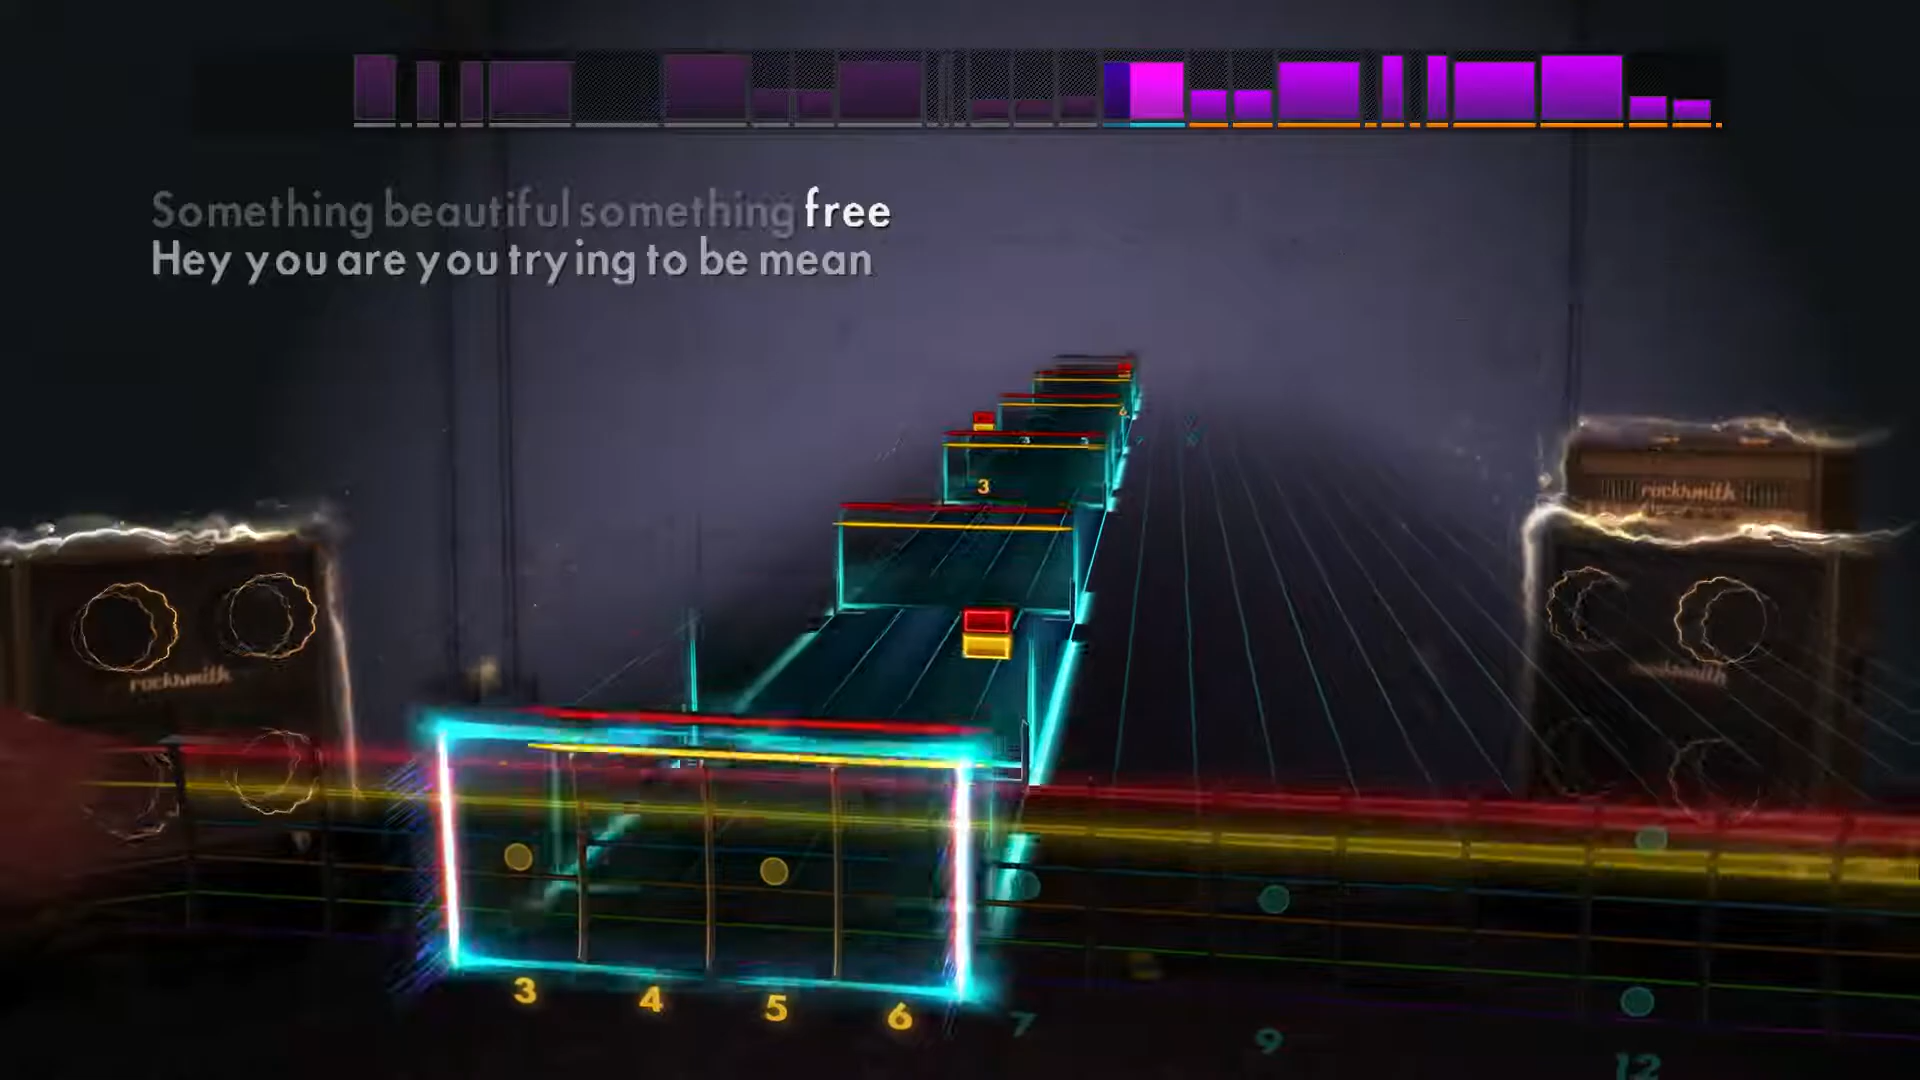 Something beautiful something free
Hey you are you trying to be mean
rocksmith
rocksmith
rocksmith
3
3 4 5 6 7 9 12